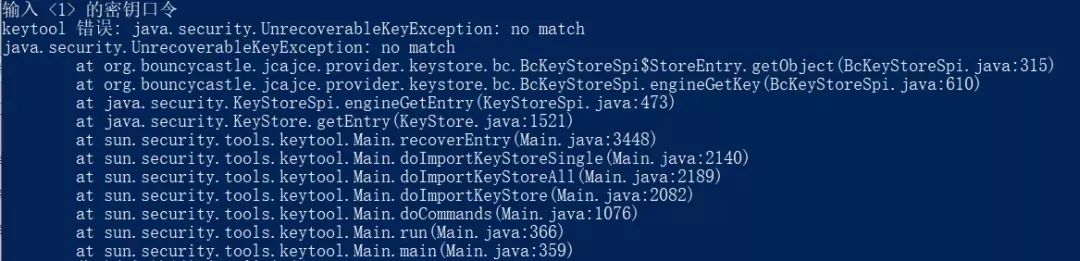 输入 <1> 的密钥口令
keytool 错误: java.security.UnrecoverableKeyException: no match
java.security.UnrecoverableKeyException: no match
at org.bouncycastle.jcajce.provider.keystore.bc.BcKeyStoreSpi$StoreEntry.getObject(BcKeyStoreSpi.java:315)
at org.bouncycastle.jcajce.provider.keystore.bc.BcKeyStoreSpi.engineGetKey(BcKeyStoreSpi.java:610)
at java.security.KeyStoreSpi.engineGetEntry(KeyStoreSpi.java:473)
at java.security.KeyStore.getEntry(KeyStore.java:1521)
at sun.security.tools.keytool.Main.recoverEntry(Main.java:3448)
at sun.security.tools.keytool.Main.doImportKeyStoreSingle(Main.java:2140)
at sun.security.tools.keytool.Main.doImportKeyStoreAll(Main.java:2189)
at sun.security.tools.keytool.Main.doImportKeyStore(Main.java:2082)
at sun.security.tools.keytool.Main.doCommands(Main.java:1076)
at sun.security.tools.keytool.Main.run(Main.java:366)
at sun.security.tools.keytool.Main.main(Main.java:359)